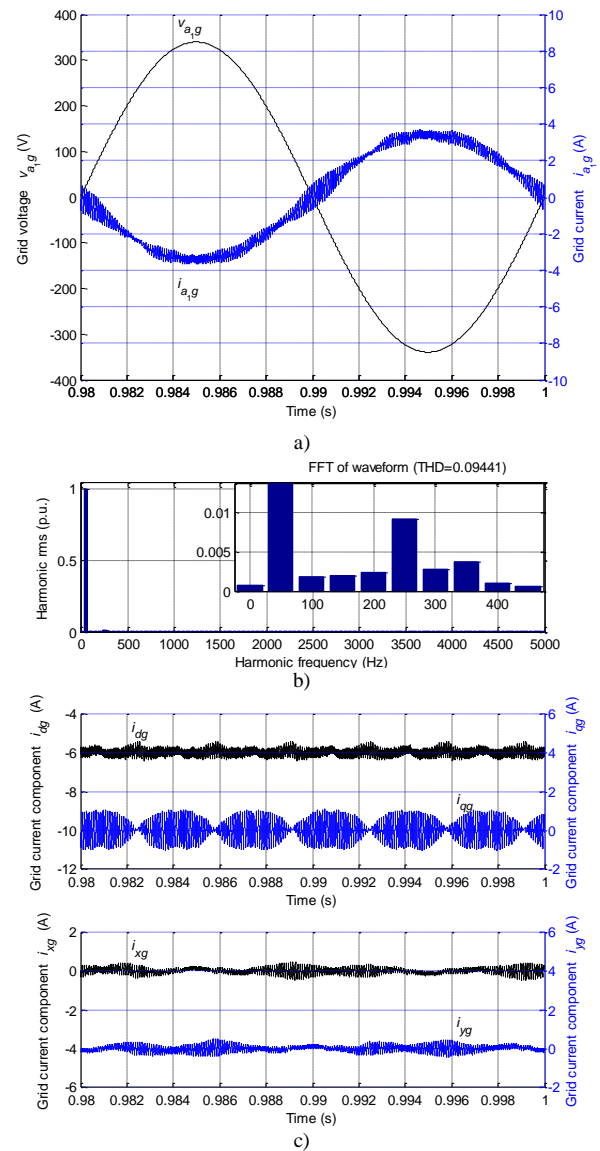 400
300
200
100
0
-100
-200
-300
-400
Grid voltage v_{a_1g} (V)
10
8
6
4
2
0
-2
-4
-6
-8
-10
Grid current i_{a_1g} (A)
v_{a_1g}
i_{a_1g}
0.98 0.982 0.984 0.986 0.988 0.99 0.992 0.994 0.996 0.998 1
Time (s)
a)
FFT of waveform (THD=0.09441)
Harmonic rms (p.u.)
1
0.5
0
0.01
0.005
0
0 100 200 300 400
0 500 1000 1500 2000 2500 3000 3500 4000 4500 5000
Harmonic frequency (Hz)
b)
Grid current component i_{dg} (A)
-4
-6
-8
-10
-12
i_{dg}
i_{qg}
6
4
2
0
-2
Grid current component i_{qg} (A)
0.98 0.982 0.984 0.986 0.988 0.99 0.992 0.994 0.996 0.998 1
Time (s)
Grid current component i_{xg} (A)
2
0
-2
-4
6
i_{xg}
i_{yg}
6
4
2
0
-2
Grid current component i_{yg} (A)
0.98 0.982 0.984 0.986 0.988 0.99 0.992 0.994 0.996 0.998 1
Time (s)
c)